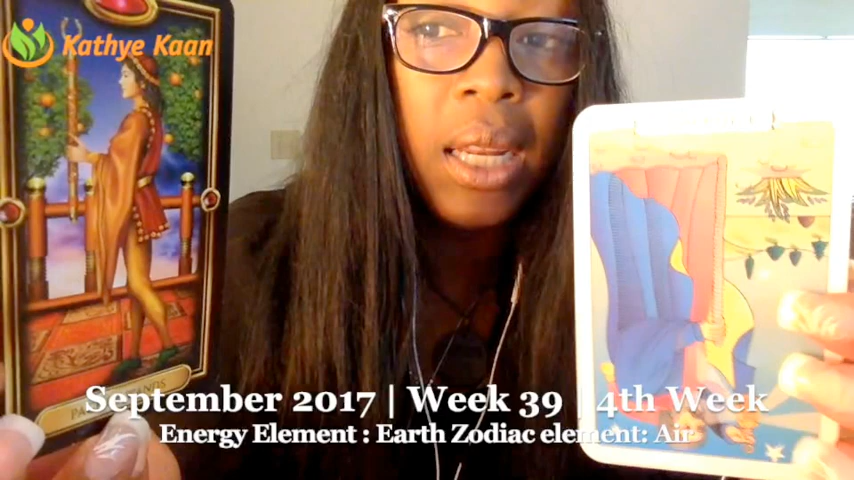 Kathye Kaan
September 2017 | Week 39 | 4th Week
Energy Element : Earth Zodiac element: Air